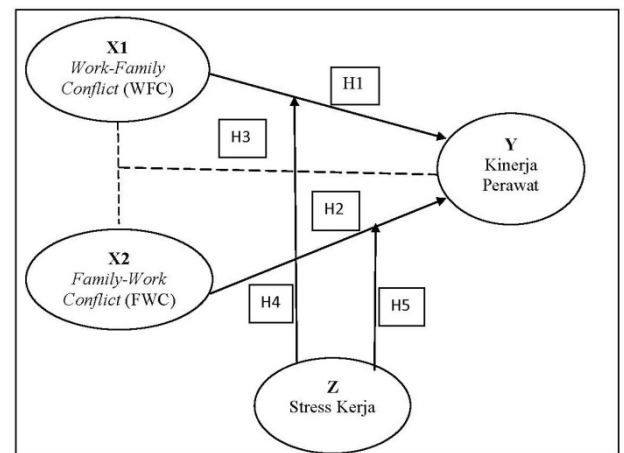 X1
Work-Family
Conflict (WFC)
H1
H3
Y
Kinerja
Perawat
H2
X2
Family-Work
Conflict (FWC)
H4
H5
Z
Stress Kerja